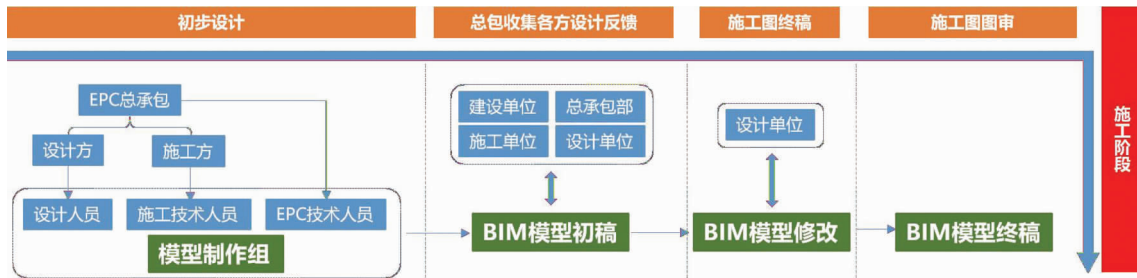 初步设计
总包收集各方设计反馈
施工图终稿
施工图图审
施工阶段
EPC总承包
设计方
施工方
设计人员
施工技术人员
EPC技术人员
模型制作组
建设单位
总承包部
施工单位
设计单位
BIM模型初稿
设计单位
BIM模型修改
BIM模型终稿